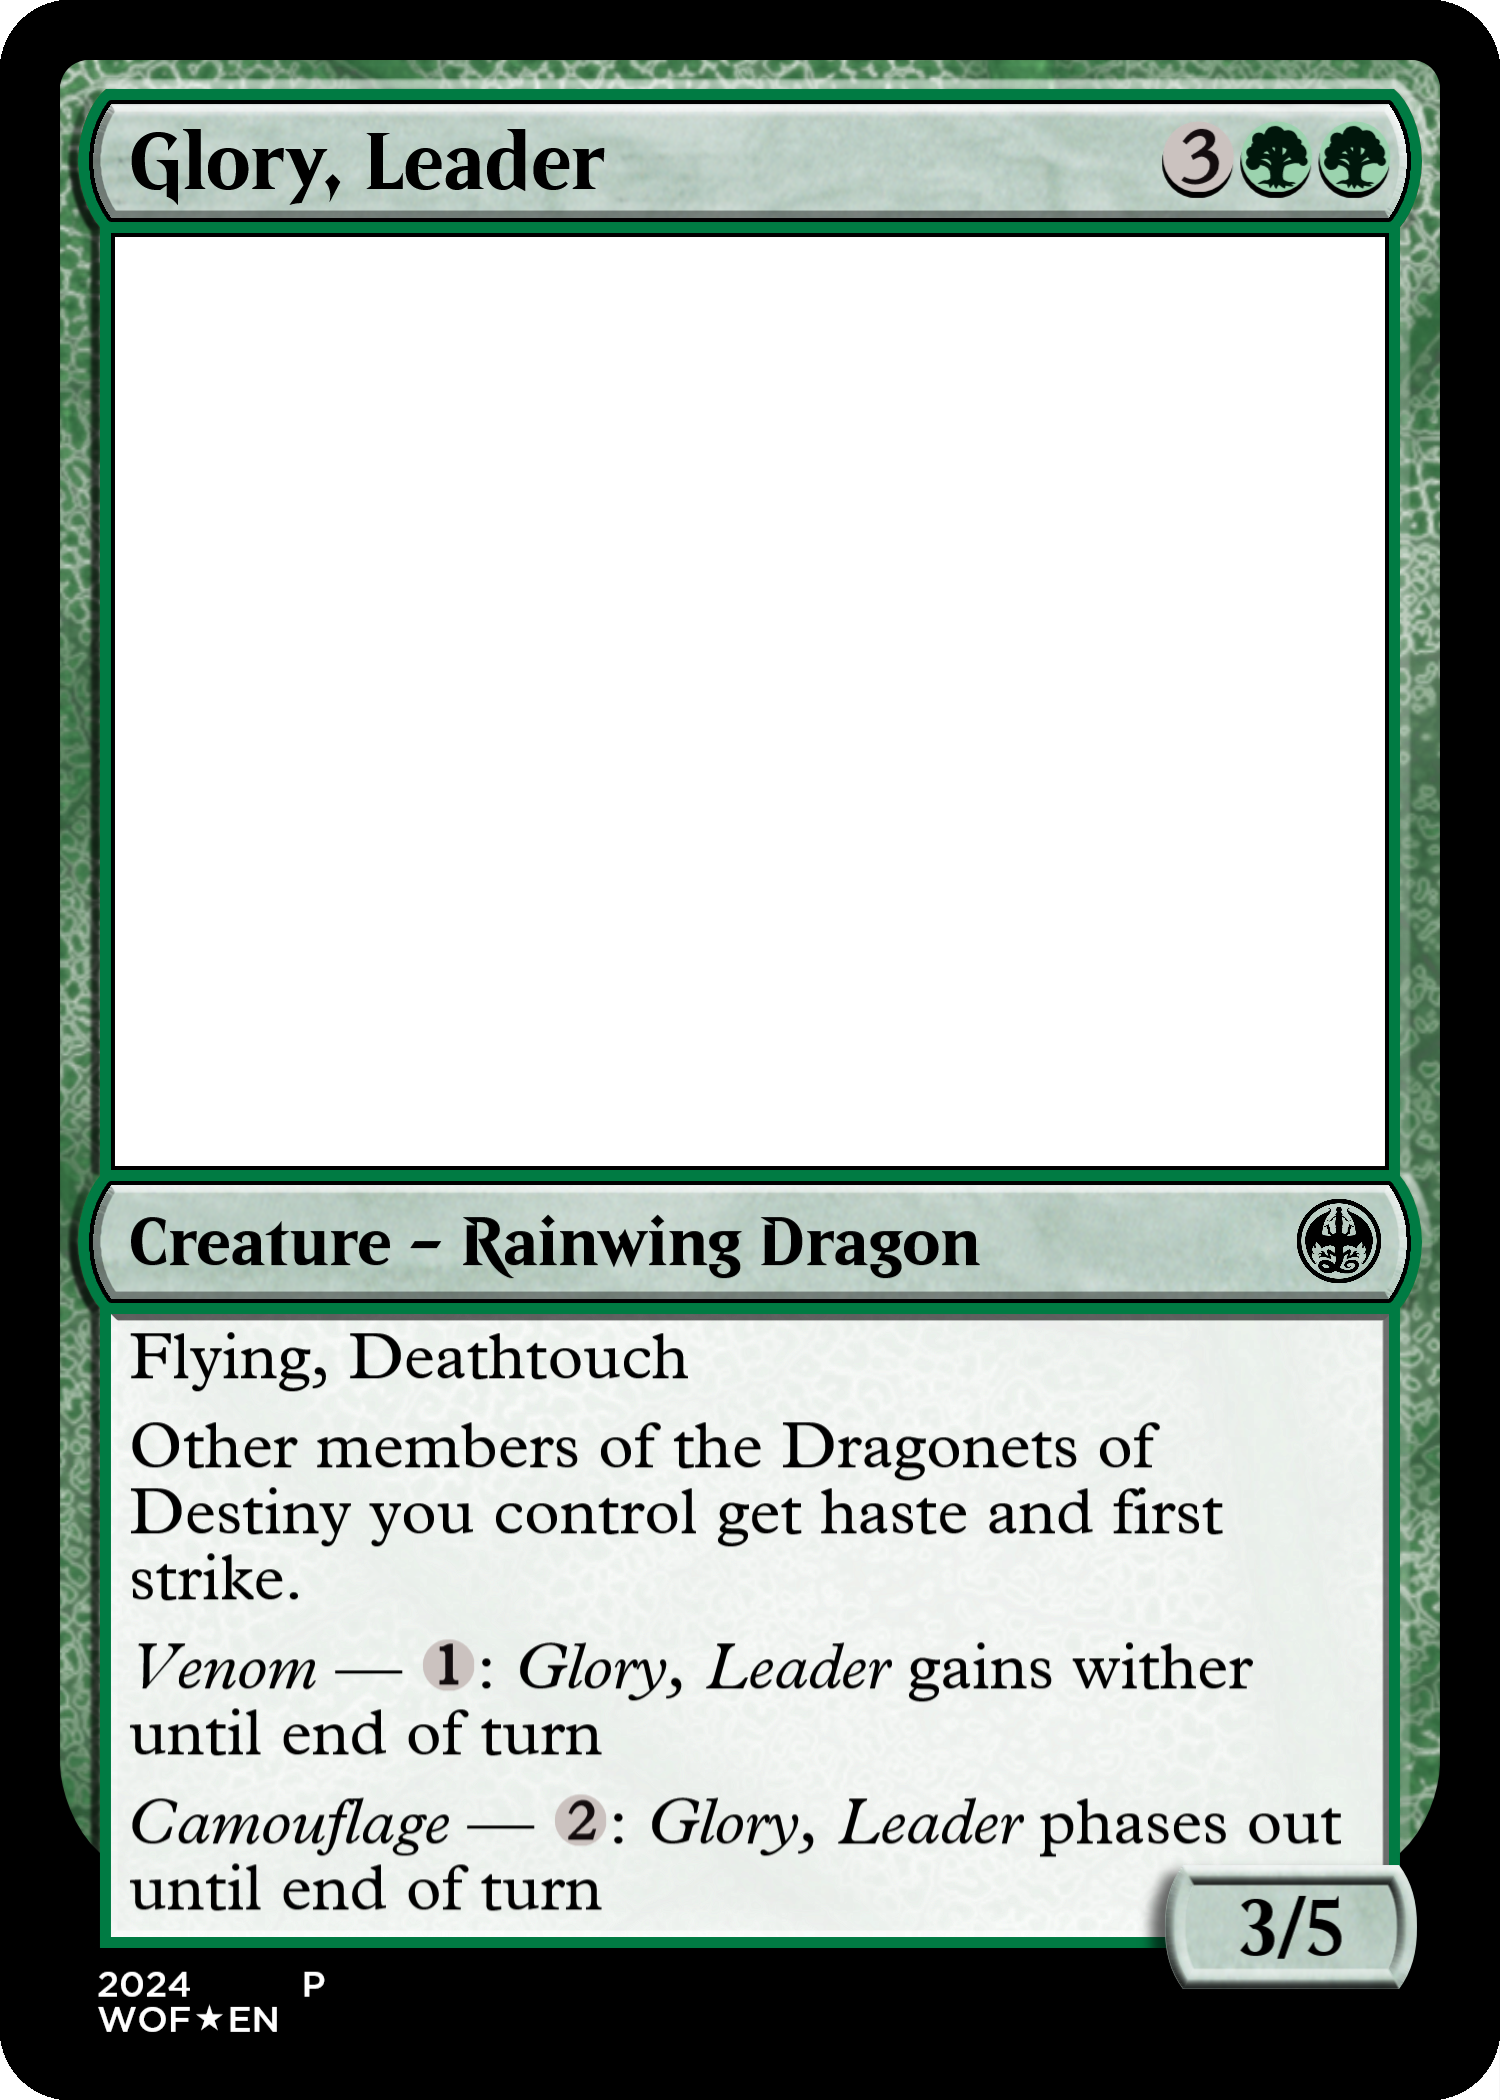 Glory, Leader 3
Creature – Rainwing Dragon
Flying, Deathtouch
Other members of the Dragonets of
Destiny you control get haste and first
strike.
Venom — 1: Glory, Leader gains wither
until end of turn
Camouflage — 2: Glory, Leader phases out
until end of turn
3/5
2024 P
WOF★EN